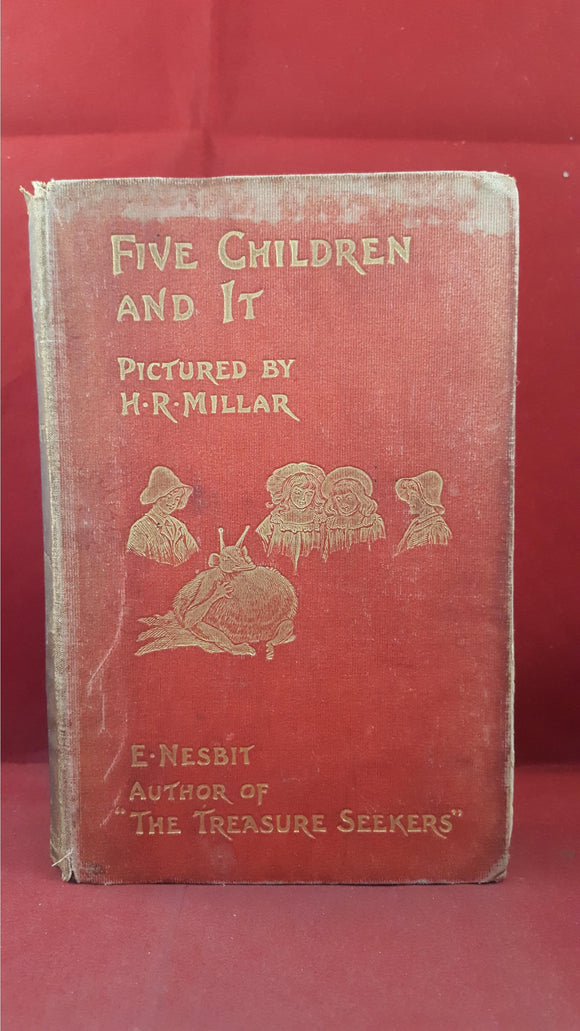 Five Children
and It
Pictured by
H·R·Millar
E·Nesbit
Author of
"The Treasure Seekers"